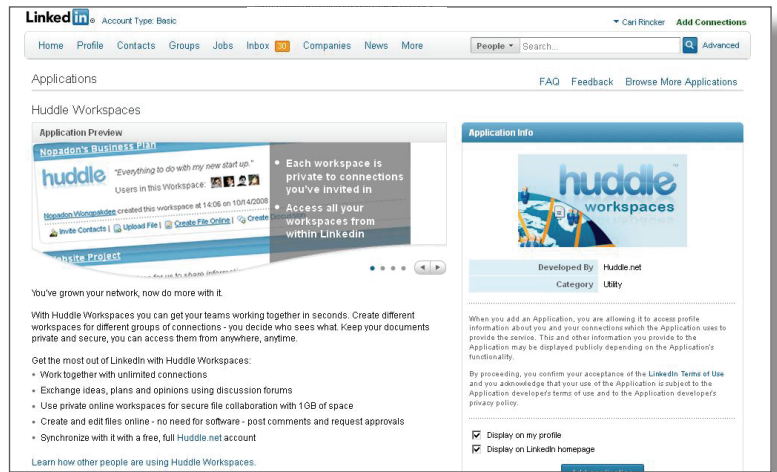 Linked in Account Type: Basic
Cari Rincker Add Connections
Home Profile Contacts Groups Jobs Inbox 30 Companies News More
People Search... Advanced
Applications
FAQ Feedback Browse More Applications
Huddle Workspaces
Application Preview
Nopadon's Business Plan
huddle
"Everything to do with my new start up."
Users in this Workspace:
Nopadon Wongpakdee created this workspace at 14:06 on 10/14/2008
Invite Contacts | Upload File | Create File Online | Create
• Each workspace is
private to connections
you've invited in
• Access all your
workspaces from
within Linkedin
Website Project
for us to share
You've grown your network, now do more with it.
With Huddle Workspaces you can get your teams working together in seconds. Create different
workspaces for different groups of connections - you decide who sees what. Keep your documents
private and secure, you can access them from anywhere, anytime.
Get the most out of LinkedIn with Huddle Workspaces:
• Work together with unlimited connections
• Exchange ideas, plans and opinions using discussion forums
• Use private online workspaces for secure file collaboration with 1GB of space
• Create and edit files online - no need for software - post comments and request approvals
• Synchronize with it with a free, full Huddle.net account
Learn how other people are using Huddle Workspaces.
Application Info
huddle
workspaces
Developed By Huddle.net
Category Utility
When you add an Application, you are allowing it to access profile
information about you and your connections which the Application uses to
provide the service. This and other information you provide to the
Application may be displayed publicly depending on the Application's
functionality.
By proceeding, you confirm your acceptance of the LinkedIn Terms of Use
and you acknowledge that your use of the Application is subject to the
Application developer's terms of use and to the Application developer's
privacy policy.
Display on my profile
Display on LinkedIn homepage